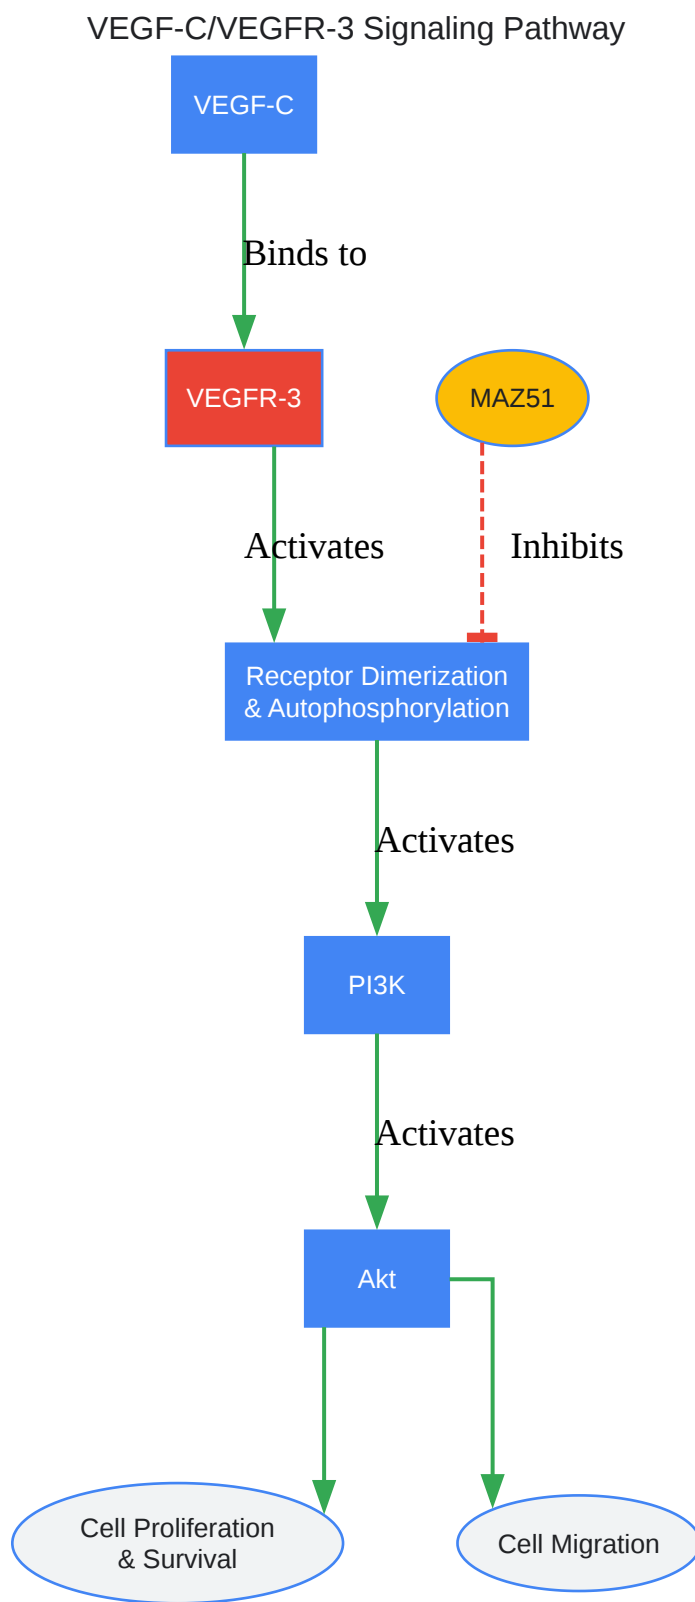 VEGF-C/VEGFR-3 Signaling Pathway
VEGF-C
Binds to
VEGFR-3
MAZ51
Activates
Inhibits
Receptor Dimerization
& Autophosphorylation
Activates
PI3K
Activates
Akt
Cell Proliferation
& Survival
Cell Migration